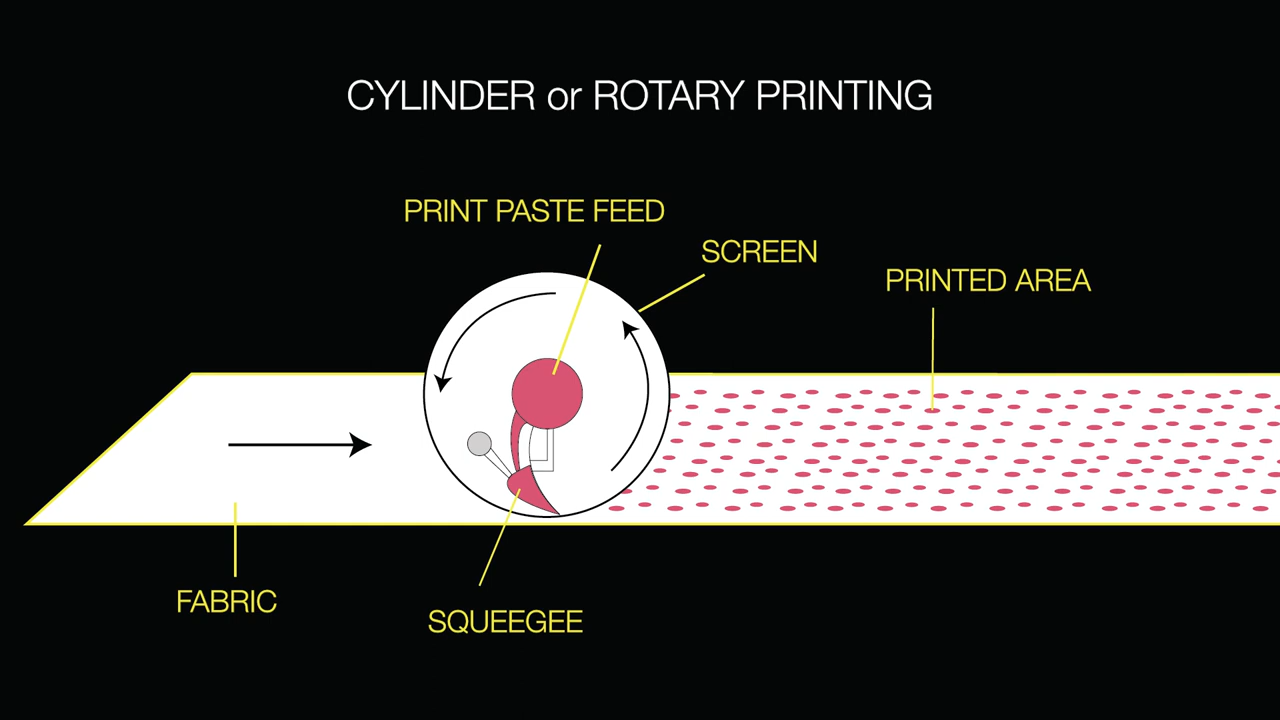 CYLINDER or ROTARY PRINTING
PRINT PASTE FEED
SCREEN
PRINTED AREA
FABRIC
SQUEEGEE